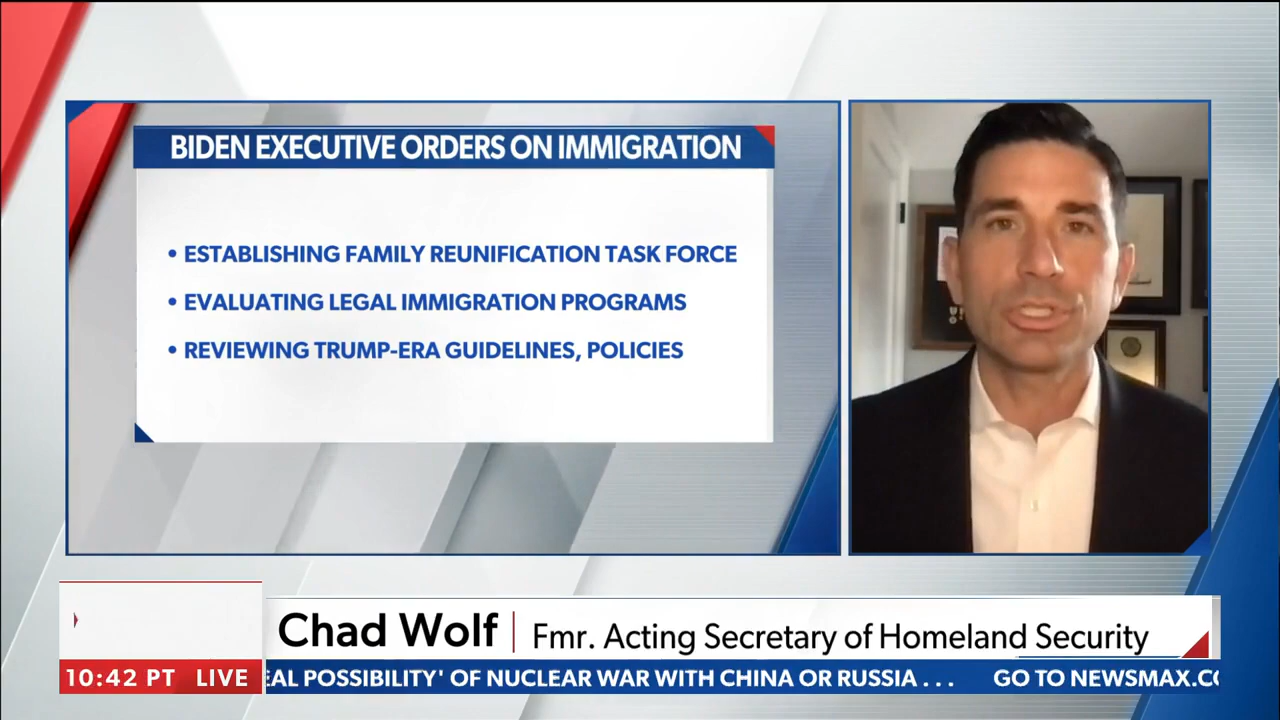 BIDEN EXECUTIVE ORDERS ON IMMIGRATION
• ESTABLISHING FAMILY REUNIFICATION TASK FORCE
• EVALUATING LEGAL IMMIGRATION PROGRAMS
• REVIEWING TRUMP-ERA GUIDELINES, POLICIES
Chad Wolf | Fmr. Acting Secretary of Homeland Security
10:42 PT LIVE
EAL POSSIBILITY' OF NUCLEAR WAR WITH CHINA OR RUSSIA . . . GO TO NEWSMAX.CO